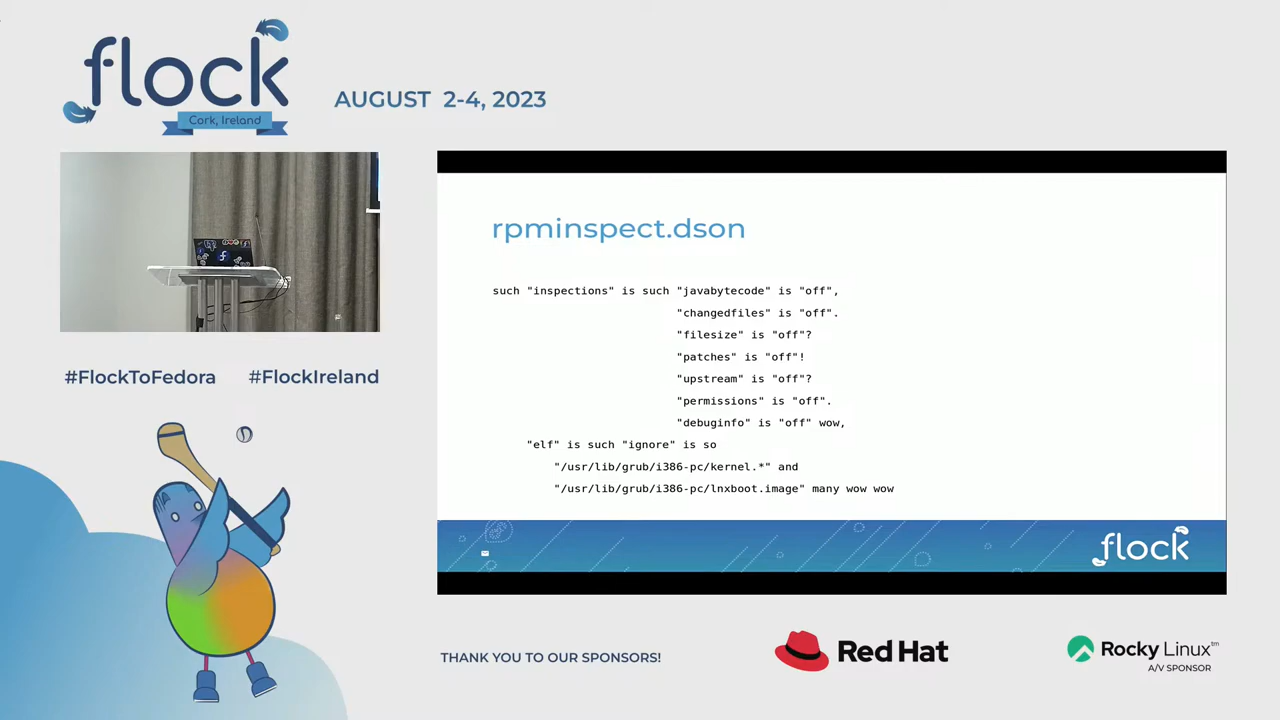 flock
Cork, Ireland
AUGUST 2-4, 2023
rpminspect.dson
such "inspections" is such "javabytecode" is "off",
"changedfiles" is "off".
"filesize" is "off"?
"patches" is "off"!
"upstream" is "off"?
"permissions" is "off".
"debuginfo" is "off" wow,
"elf" is such "ignore" is so
"/usr/lib/grub/i386-pc/kernel.*" and
"/usr/lib/grub/i386-pc/lnxboot.image" many wow wow
#FlockToFedora #FlockIreland
flock
THANK YOU TO OUR SPONSORS!
Red Hat
Rocky Linux™
A/V SPONSOR